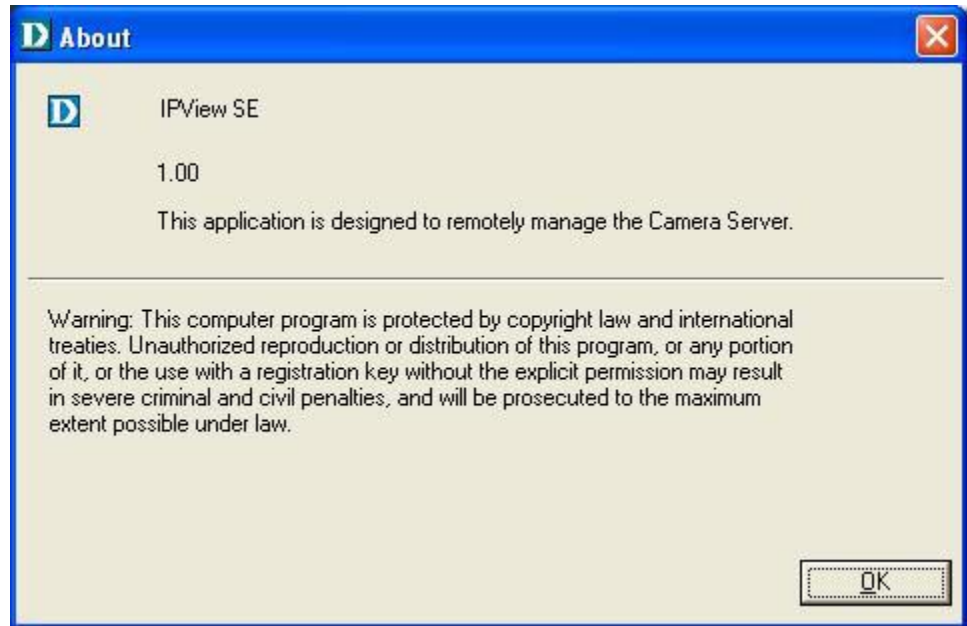 D About
D IPView SE
1.00
This application is designed to remotely manage the Camera Server.
Warning: This computer program is protected by copyright law and international
treaties. Unauthorized reproduction or distribution of this program, or any portion
of it, or the use with a registration key without the explicit permission may result
in severe criminal and civil penalties, and will be prosecuted to the maximum
extent possible under law.
OK